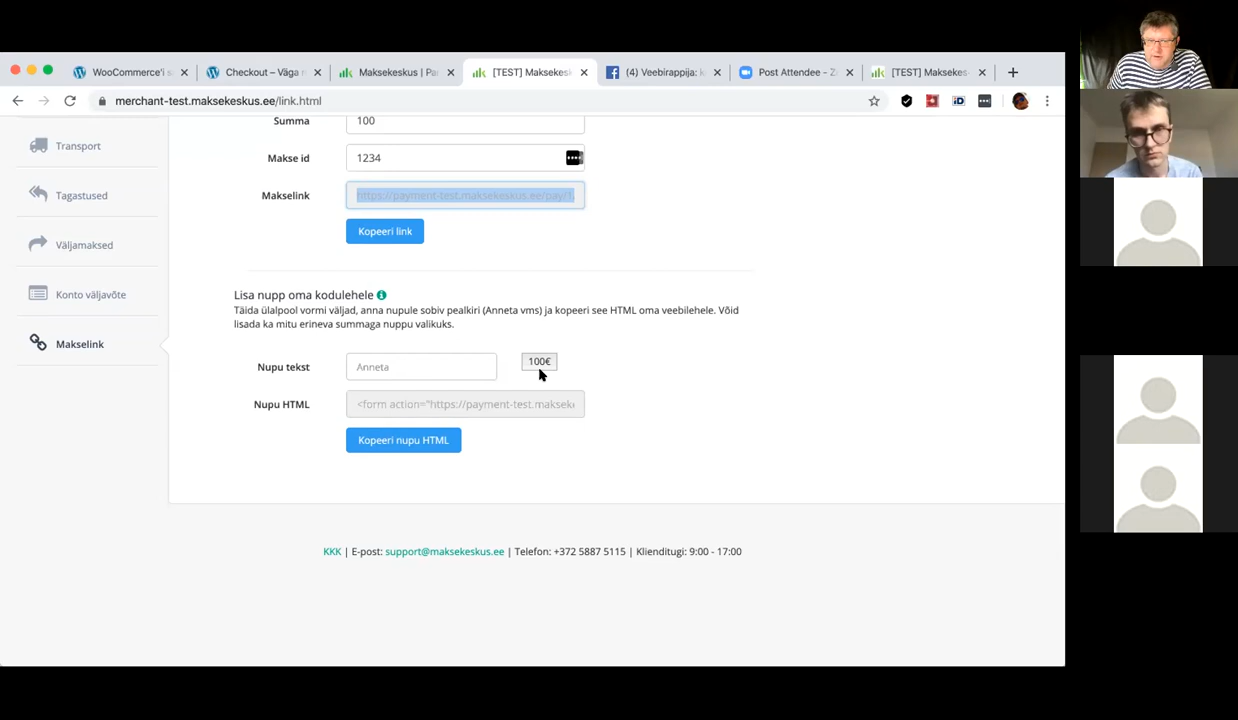 WooCommerce'i s
Checkout – Väga
Maksekeskus | Pa
[TEST] Maksekes
(4) Veebirappija:
Post Attendee - Z
[TEST] Makseke
merchant-test.maksekeskus.ee/link.html
Summa
100
Transport
Makse id
1234
Tagastused
Makselink
https://payment-test.maksekeskus.ee/pay/1
Kopeeri link
Väljamaksed
Konto väljavõte
Lisa nupp oma kodulehele
Täida ülalpool vormi väljad, anna nupule sobiv pealkiri (Anneta vms) ja kopeeri see HTML oma veebilehele. Võid
lisada ka mitu erineva summaga nuppu valikuks.
Makselink
Nupu tekst
Anneta
100€
Nupu HTML
<form action="https://payment-test.makseke
Kopeeri nupu HTML
KKK | E-post: support@maksekeskus.ee | Telefon: +372 5887 5115 | Klienditugi: 9:00 - 17:00